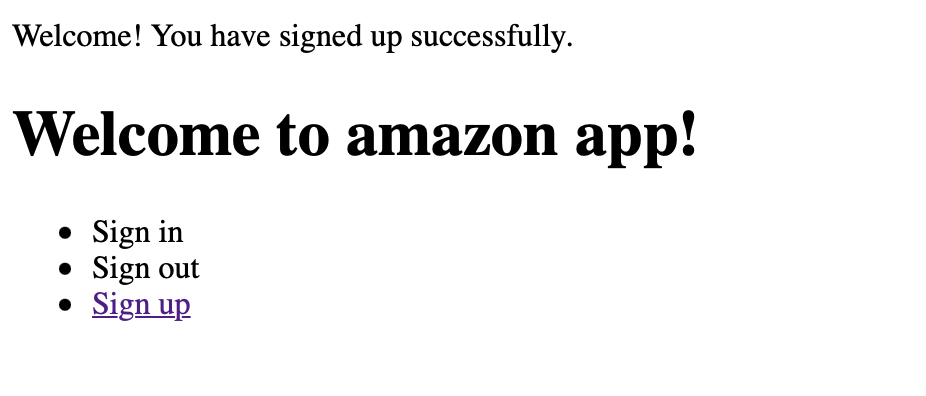 Welcome! You have signed up successfully.
Welcome to amazon app!
Sign in
Sign out
Sign up